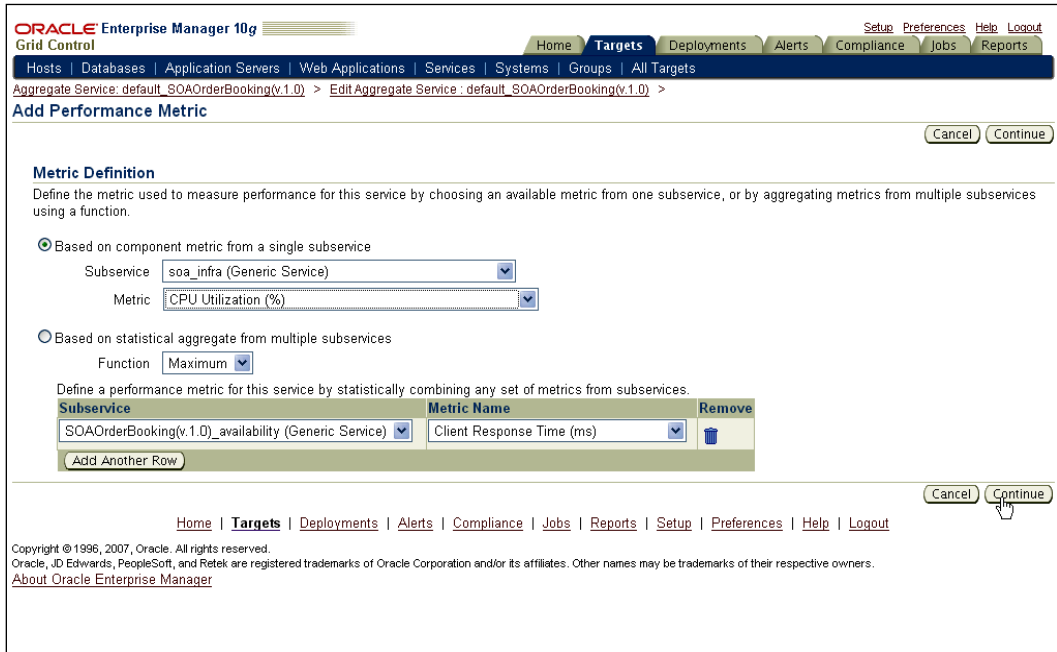 ORACLE Enterprise Manager 10g
Grid Control
Setup Preferences Help Logout
Home Targets Deployments Alerts Compliance Jobs Reports
Hosts | Databases | Application Servers | Web Applications | Services | Systems | Groups | All Targets
Aggregate Service: default_SOAOrderBooking(v.1.0) > Edit Aggregate Service : default_SOAOrderBooking(v.1.0) >
Add Performance Metric
Cancel Continue
Metric Definition
Define the metric used to measure performance for this service by choosing an available metric from one subservice, or by aggregating metrics from multiple subservices
using a function.
Based on component metric from a single subservice
Subservice soa_infra (Generic Service)
Metric CPU Utilization (%)
Based on statistical aggregate from multiple subservices
Function Maximum
Define a performance metric for this service by statistically combining any set of metrics from subservices.
Subservice Metric Name Remove
SOAOrderBooking(v.1.0)_availability (Generic Service) Client Response Time (ms)
Add Another Row
Cancel Continue
Home | Targets | Deployments | Alerts | Compliance | Jobs | Reports | Setup | Preferences | Help | Logout
Copyright © 1996, 2007, Oracle. All rights reserved.
Oracle, JD Edwards, PeopleSoft, and Retek are registered trademarks of Oracle Corporation and/or its affiliates. Other names may be trademarks of their respective owners.
About Oracle Enterprise Manager